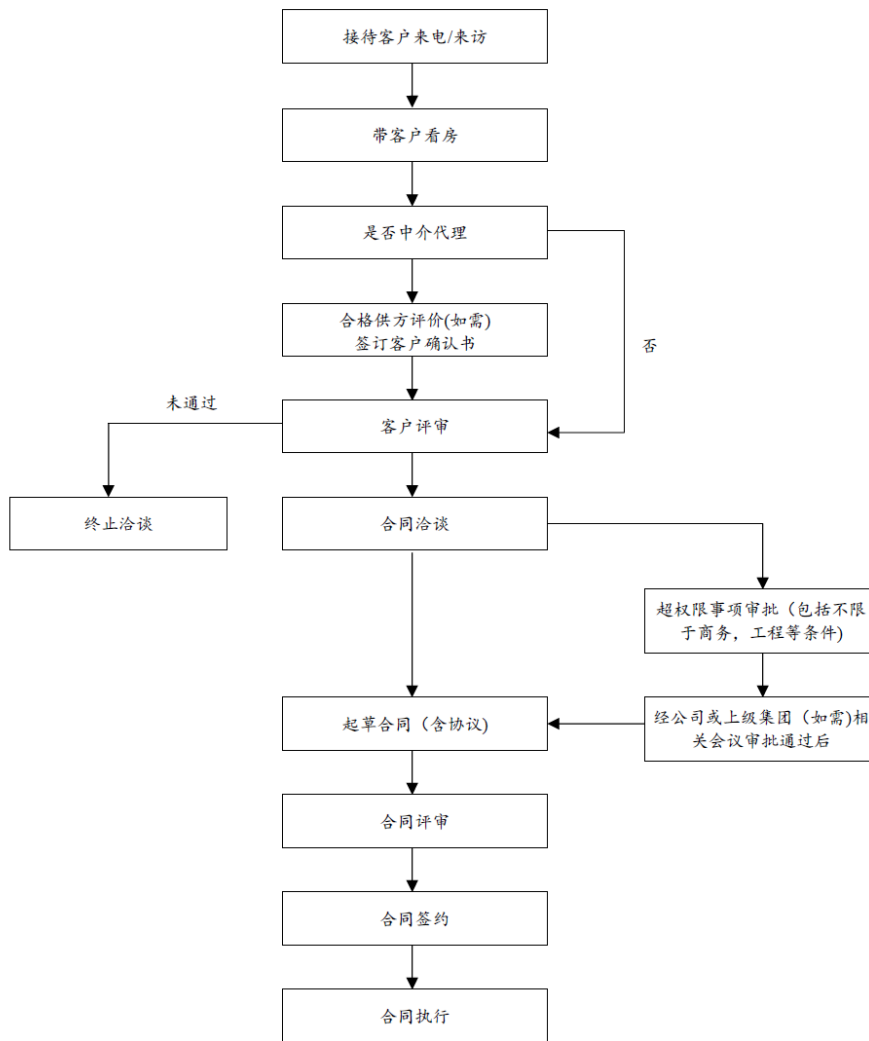 接待客户来电/来访
带客户看房
是否中介代理
合格供方评价(如需)
签订客户确认书
否
未通过
客户评审
终止洽谈
合同洽谈
超权限事项审批（包括不限
于商务，工程等条件)
起草合同（含协议)
经公司或上级集团（如需)相
关会议审批通过后
合同评审
合同签约
合同执行